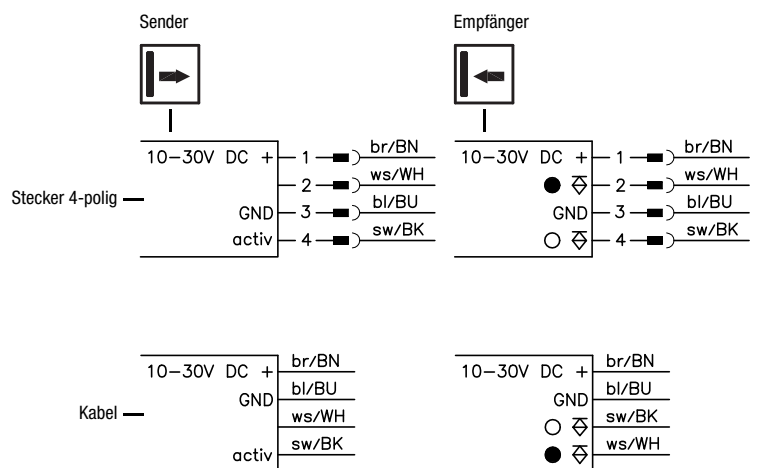 Sender
Empfänger
Stecker 4-polig
10–30V DC + 1 br/BN
2 ws/WH
GND 3 bl/BU
activ 4 sw/BK
10–30V DC + 1 br/BN
2 ws/WH
GND 3 bl/BU
4 sw/BK
Kabel
10–30V DC + br/BN
GND bl/BU
ws/WH
activ sw/BK
10–30V DC + br/BN
GND bl/BU
sw/BK
ws/WH